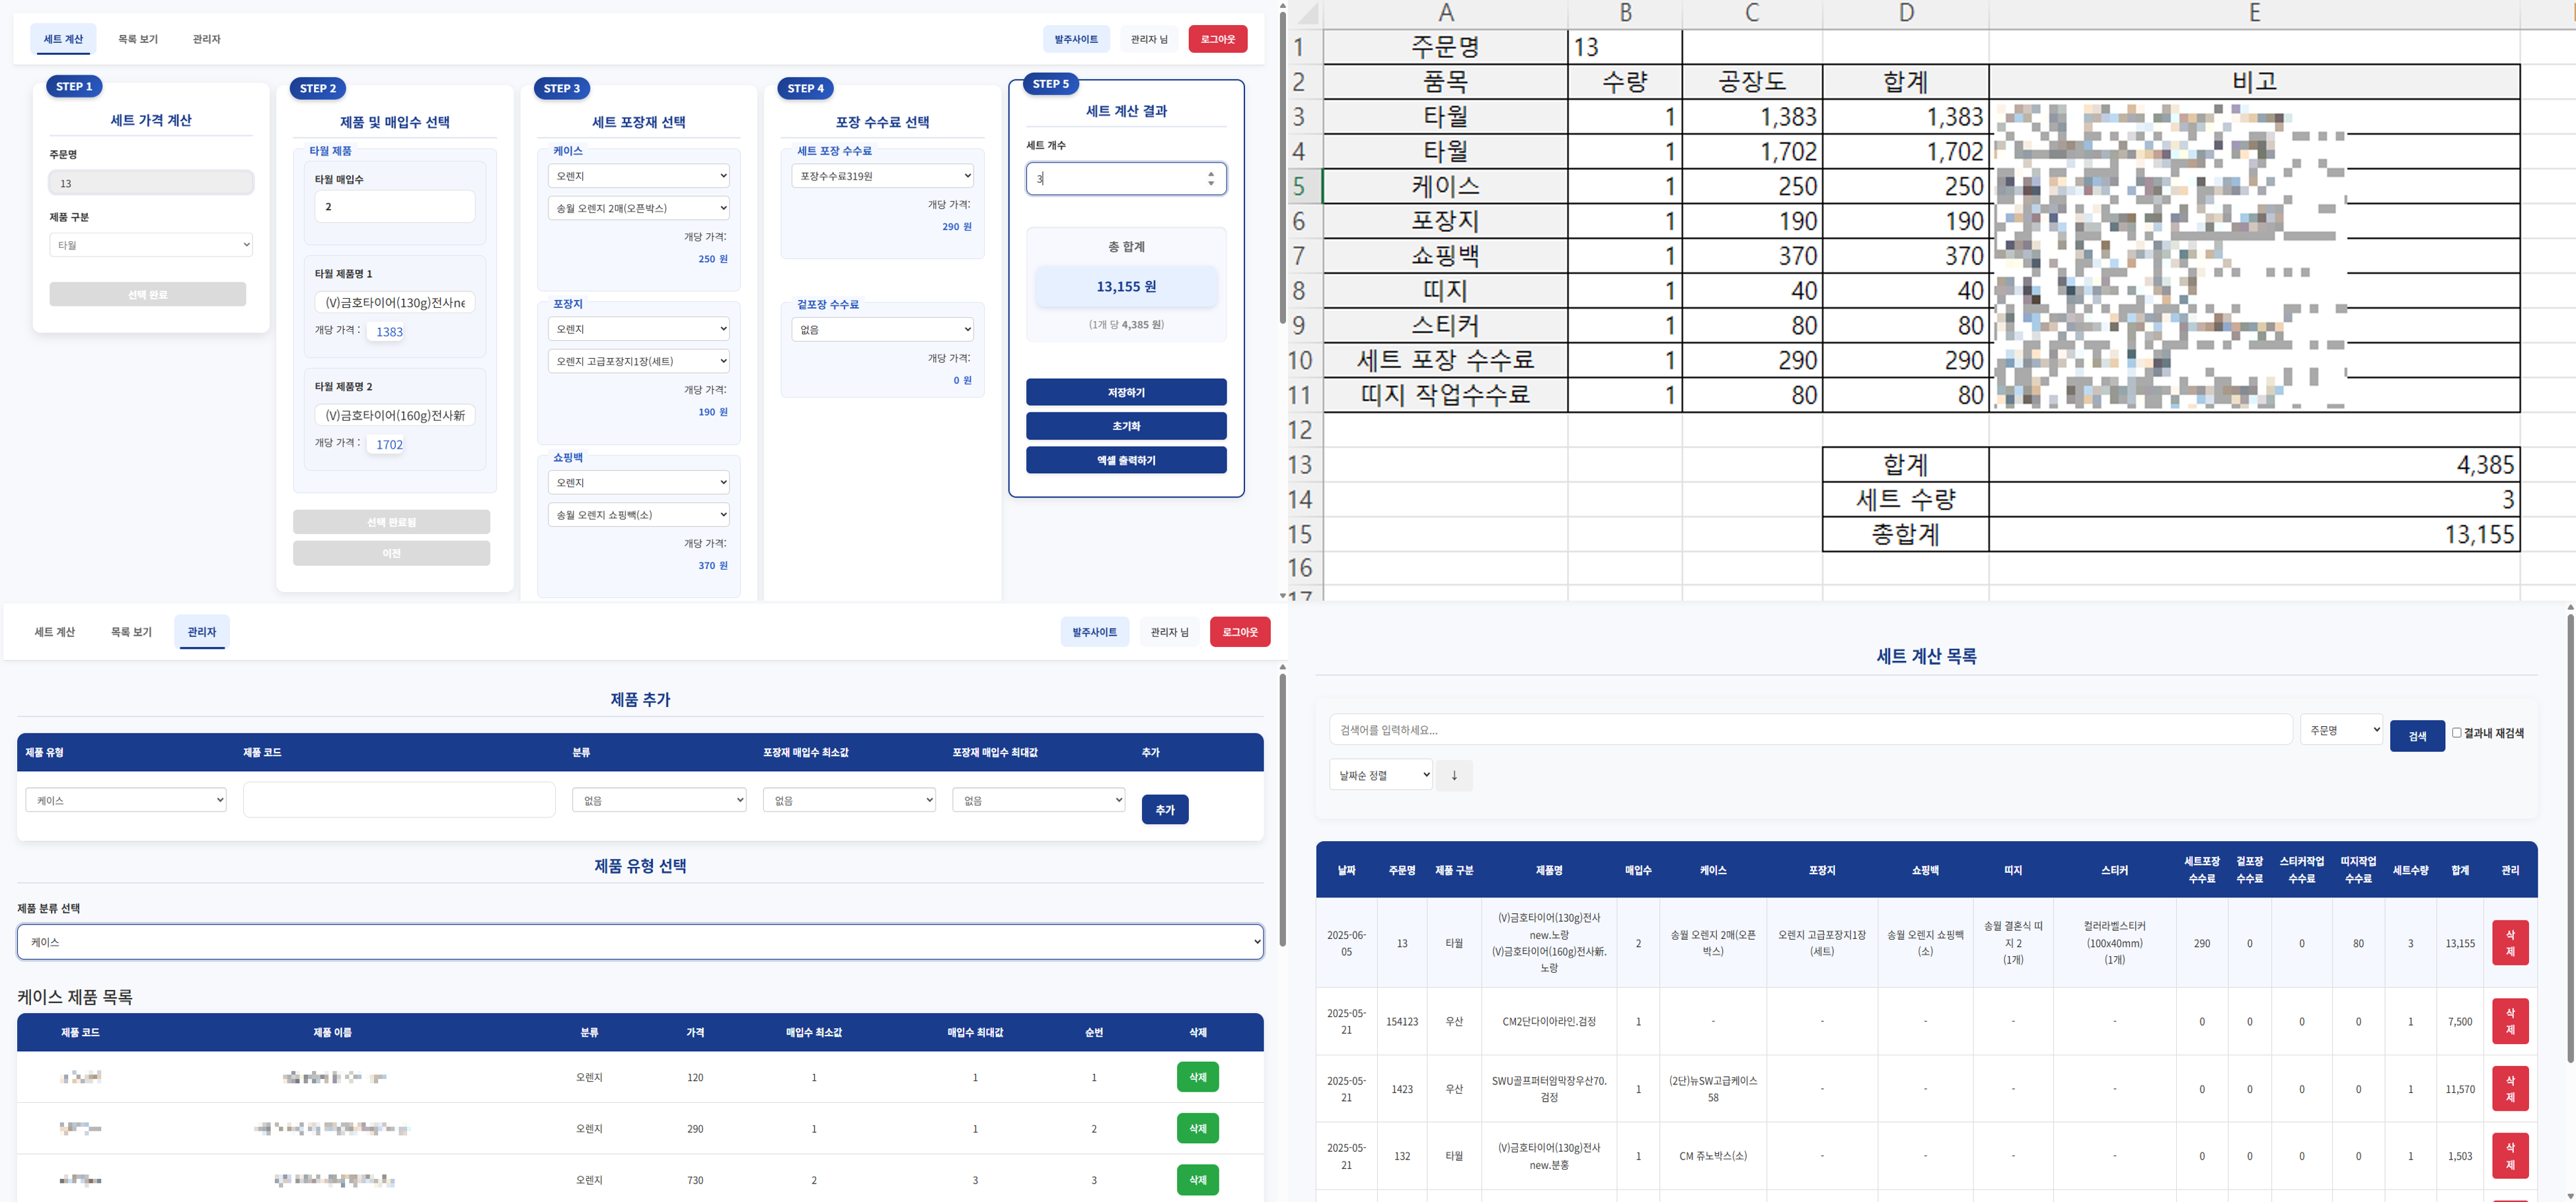 세트 계산 목록 보기 관리자 발주사이트 관리자 님 로그아웃
STEP 1
세트 가격 계산
주문명
13
제품 구분
타월
선택 완료
STEP 2
제품 및 매입수 선택
타월 제품
타월 매입수
2
타월 제품명 1
(V)금호타이어(130g)전사ne
개당 가격 : 1383
타월 제품명 2
(V)금호타이어(160g)전사新
개당 가격 : 1702
선택 완료됨
이전
STEP 3
세트 포장재 선택
케이스
오렌지
송월 오렌지 2매(오픈박스)
개당 가격:
250 원
포장지
오렌지
오렌지 고급포장지1장(세트)
개당 가격:
190 원
쇼핑백
오렌지
송월 오렌지 쇼핑빽(소)
개당 가격:
370 원
STEP 4
포장 수수료 선택
세트 포장 수수료
포장수수료319원
개당 가격:
290 원
겉포장 수수료
없음
개당 가격:
0 원
STEP 5
세트 계산 결과
세트 개수
3
총 합계
13,155 원
(1개 당 4,385 원)
저장하기
초기화
엑셀 출력하기
A B C D E
1 주문명 13
2 품목 수량 공장도 합계 비고
3 타월 1 1,383 1,383
4 타월 1 1,702 1,702
5 케이스 1 250 250
6 포장지 1 190 190
7 쇼핑백 1 370 370
8 띠지 1 40 40
9 스티커 1 80 80
10 세트 포장 수수료 1 290 290
11 띠지 작업수수료 1 80 80
12
13 합계 4,385
14 세트 수량 3
15 총합계 13,155
16
17
세트 계산 목록 보기 관리자 발주사이트 관리자 님 로그아웃
제품 추가
제품 유형 제품 코드 분류 포장재 매입수 최소값 포장재 매입수 최대값 추가
케이스 없음 없음 없음 추가
제품 유형 선택
제품 분류 선택
케이스
케이스 제품 목록
제품 코드 제품 이름 분류 가격 매입수 최소값 매입수 최대값 순번 삭제
오렌지 120 1 1 1 삭제
오렌지 290 1 1 2 삭제
오렌지 730 2 3 3 삭제
세트 계산 목록
검색어를 입력하세요... 주문명 검색 결과내 재검색
날짜순 정렬 ↓
날짜 주문명 제품 구분 제품명 매입수 케이스 포장지 쇼핑백 띠지 스티커 세트포장 수수료 겉포장 수수료 스티커작업 수수료 띠지작업 수수료 세트수량 합계 관리
2025-06-05 13 타월 (V)금호타이어(130g)전사new.노랑 (V)금호타이어(160g)전사新.노랑 2 송월 오렌지 2매(오픈박스) 오렌지 고급포장지1장(세트) 송월 오렌지 쇼핑빽(소) 송월 결혼식 띠지 2 (1개) 컬러라벨스티커(100x40mm) (1개) 290 0 0 80 3 13,155 삭제
2025-05-21 154123 우산 CM2단다이아라인.검정 1 - - - - - 0 0 0 0 1 7,500 삭제
2025-05-21 1423 우산 SWU골프퍼터암막장우산70.검정 1 (2단)뉴SW고급케이스58 - - - - 0 0 0 0 1 11,570 삭제
2025-05-21 132 타월 (V)금호타이어(130g)전사new.분홍 1 CM 쥬노박스(소) - - - - 0 0 0 0 1 1,503 삭제